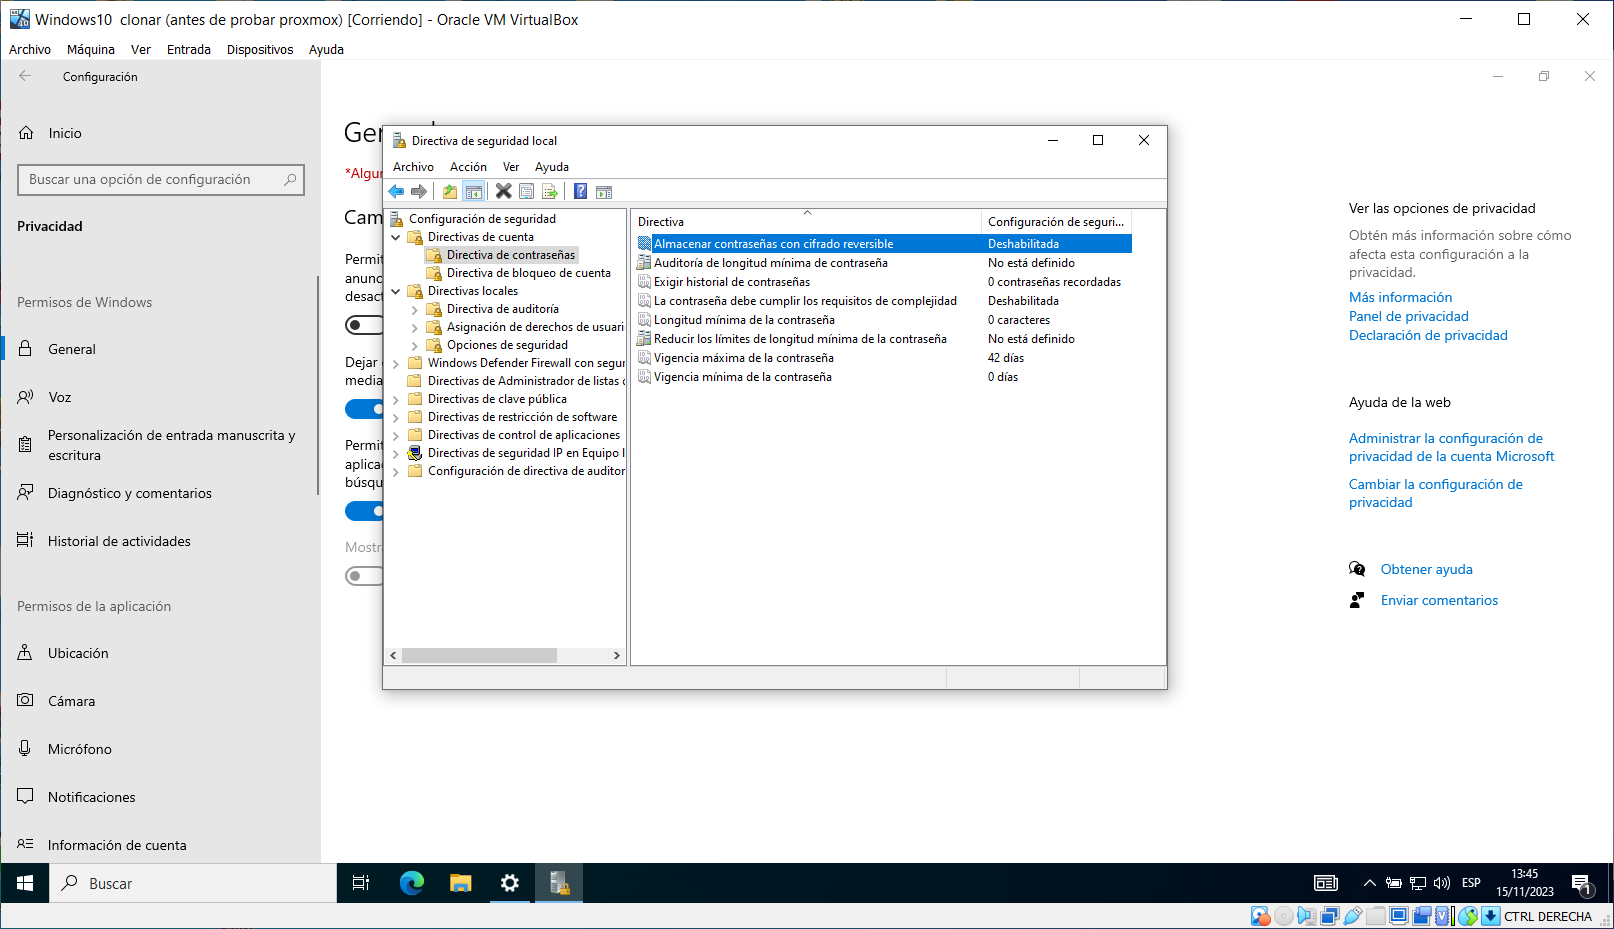 Windows10  clonar (antes de probar proxmox) [Corriendo] - Oracle VM VirtualBox
Archivo Máquina Ver Entrada Dispositivos Ayuda
Configuración
Inicio
Buscar una opción de configuración
Privacidad
Permisos de Windows
General
Voz
Personalización de entrada manuscrita y
escritura
Diagnóstico y comentarios
Historial de actividades
Permisos de la aplicación
Ubicación
Cámara
Micrófono
Notificaciones
Información de cuenta
*Algu
Cam
Permit
anunc
desact
Dejar
media
Permit
aplica
búsqu
Mostr
Directiva de seguridad local
Archivo Acción Ver Ayuda
Configuración de seguridad
Directivas de cuenta
Directiva de contraseñas
Directiva de bloqueo de cuenta
Directivas locales
Directiva de auditoría
Asignación de derechos de usuari
Opciones de seguridad
Windows Defender Firewall con segur
Directivas de Administrador de listas
Directivas de clave pública
Directivas de restricción de software
Directivas de control de aplicaciones
Directivas de seguridad IP en Equipo l
Configuración de directiva de auditor
Directiva Configuración de seguri...
Almacenar contraseñas con cifrado reversible Deshabilitada
Auditoría de longitud mínima de contraseña No está definido
Exigir historial de contraseñas 0 contraseñas recordadas
La contraseña debe cumplir los requisitos de complejidad Deshabilitada
Longitud mínima de la contraseña 0 caracteres
Reducir los límites de longitud mínima de la contraseña No está definido
Vigencia máxima de la contraseña 42 días
Vigencia mínima de la contraseña 0 días
Ver las opciones de privacidad
Obtén más información sobre cómo
afecta esta configuración a la
privacidad.
Más información
Panel de privacidad
Declaración de privacidad
Ayuda de la web
Administrar la configuración de
privacidad de la cuenta Microsoft
Cambiar la configuración de
privacidad
Obtener ayuda
Enviar comentarios
Buscar
ESP
13:45
15/11/2023
1
CTRL DERECHA